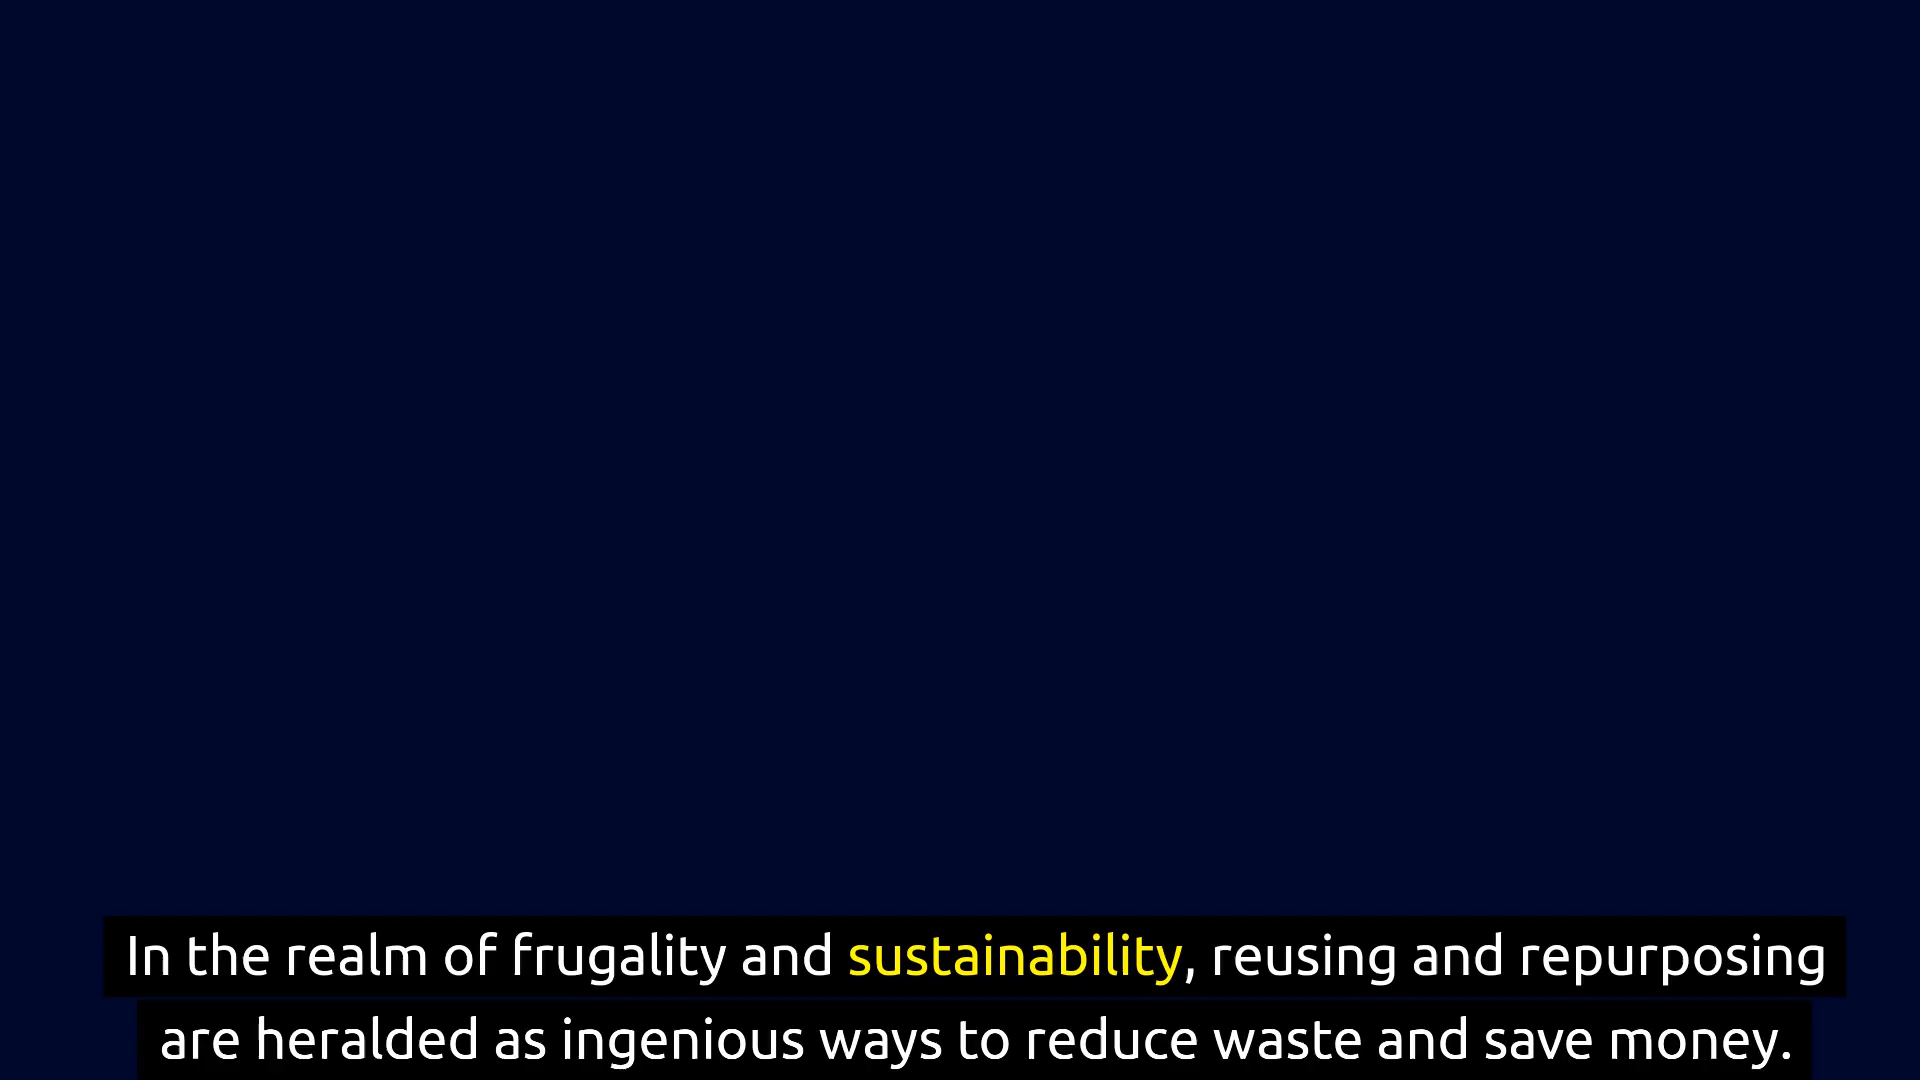 In the realm of frugality and sustainability, reusing and repurposing
are heralded as ingenious ways to reduce waste and save money.